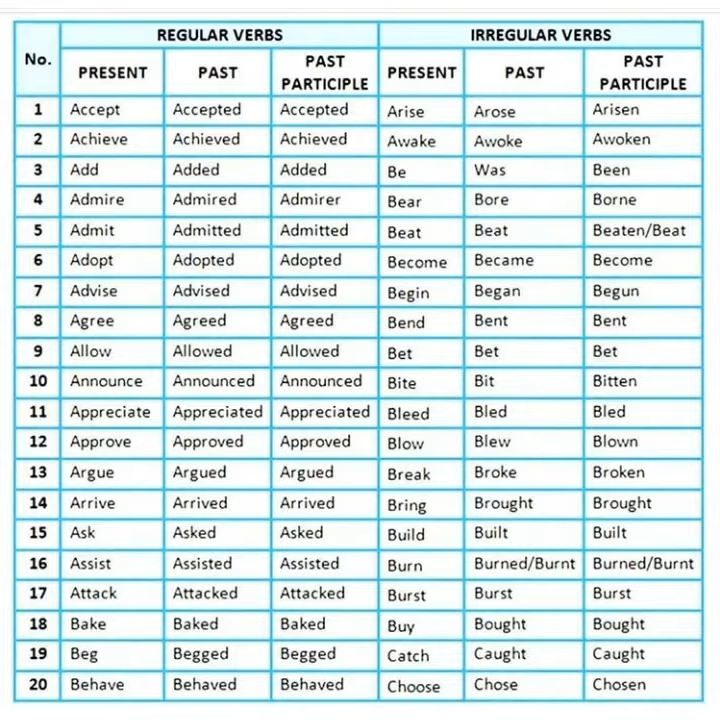 No. REGULAR VERBS IRREGULAR VERBS
PRESENT PAST PAST PARTICIPLE PRESENT PAST PAST PARTICIPLE
1 Accept Accepted Accepted Arise Arose Arisen
2 Achieve Achieved Achieved Awake Awoke Awoken
3 Add Added Added Be Was Been
4 Admire Admired Admirer Bear Bore Borne
5 Admit Admitted Admitted Beat Beat Beaten/Beat
6 Adopt Adopted Adopted Become Became Become
7 Advise Advised Advised Begin Began Begun
8 Agree Agreed Agreed Bend Bent Bent
9 Allow Allowed Allowed Bet Bet Bet
10 Announce Announced Announced Bite Bit Bitten
11 Appreciate Appreciated Appreciated Bleed Bled Bled
12 Approve Approved Approved Blow Blew Blown
13 Argue Argued Argued Break Broke Broken
14 Arrive Arrived Arrived Bring Brought Brought
15 Ask Asked Asked Build Built Built
16 Assist Assisted Assisted Burn Burned/Burnt Burned/Burnt
17 Attack Attacked Attacked Burst Burst Burst
18 Bake Baked Baked Buy Bought Bought
19 Beg Begged Begged Catch Caught Caught
20 Behave Behaved Behaved Choose Chose Chosen